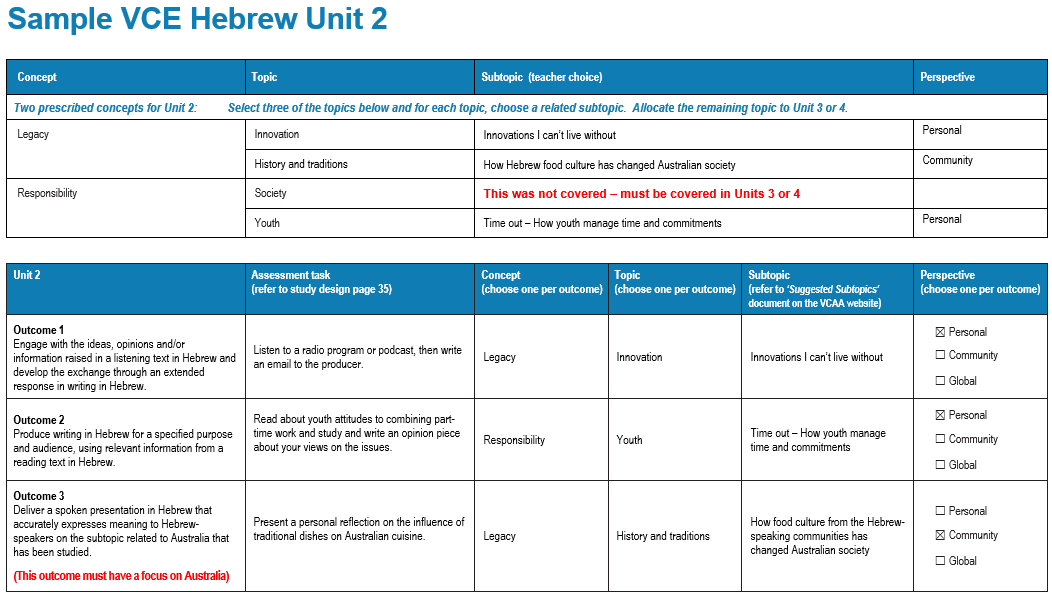 Sample VCE Hebrew Unit 2
Concept Topic Subtopic (teacher choice) Perspective
Two prescribed concepts for Unit 2: Select three of the topics below and for each topic, choose a related subtopic. Allocate the remaining topic to Unit 3 or 4.
Legacy Innovation Innovations I can't live without Personal
History and traditions How Hebrew food culture has changed Australian society Community
Responsibility Society This was not covered – must be covered in Units 3 or 4
Youth Time out – How youth manage time and commitments Personal
Unit 2
Assessment task
(refer to study design page 35)
Concept
(choose one per outcome)
Topic
(choose one per outcome)
Subtopic
(refer to 'Suggested Subtopics'
document on the VCAA website)
Perspective
(choose one per outcome)
Outcome 1
Engage with the ideas, opinions and/or
information raised in a listening text in Hebrew and
develop the exchange through an extended
response in writing in Hebrew.
Listen to a radio program or podcast, then write
an email to the producer.
Legacy
Innovation
Innovations I can't live without
☒ Personal
☐ Community
☐ Global
Outcome 2
Produce writing in Hebrew for a specified purpose
and audience, using relevant information from a
reading text in Hebrew.
Read about youth attitudes to combining part-
time work and study and write an opinion piece
about your views on the issues.
Responsibility
Youth
Time out – How youth manage
time and commitments
☒ Personal
☐ Community
☐ Global
Outcome 3
Deliver a spoken presentation in Hebrew that
accurately expresses meaning to Hebrew-
speakers on the subtopic related to Australia that
has been studied.
(This outcome must have a focus on Australia)
Present a personal reflection on the influence of
traditional dishes on Australian cuisine.
Legacy
History and traditions
How food culture from the Hebrew-
speaking communities has
changed Australian society
☐ Personal
☒ Community
☐ Global